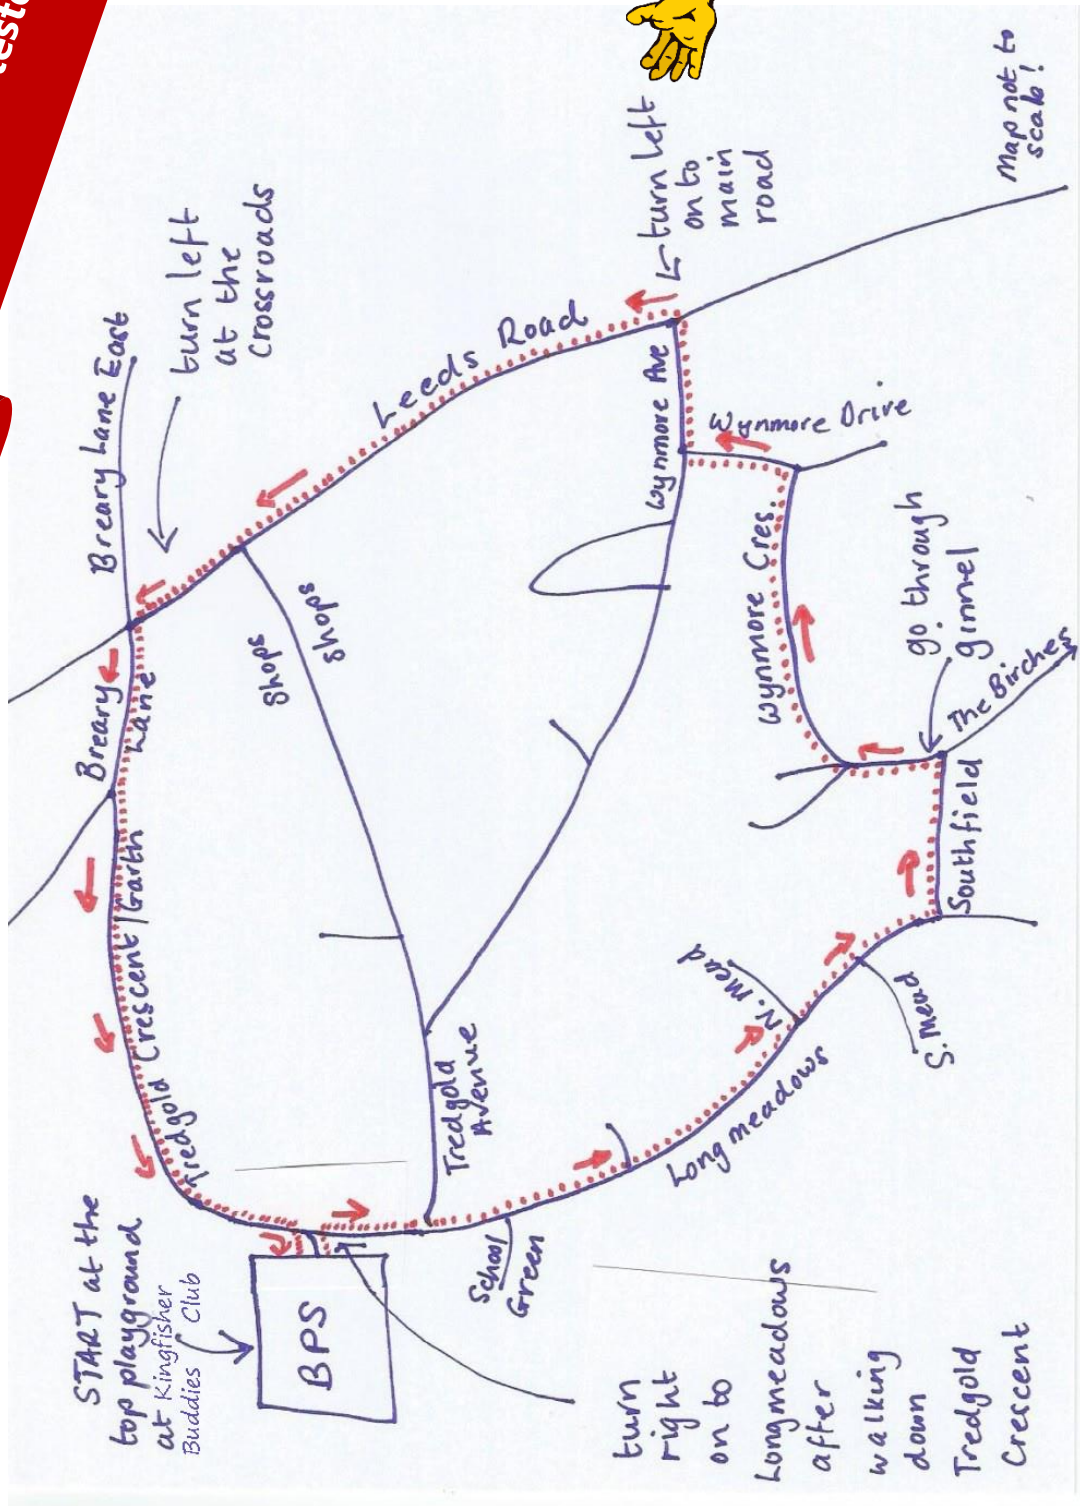 Breary Lane East
turn left
at the
crossroads
Leeds Road
turn left
on to
main
road
Map not to
scale!
Breary
Lane
Shops
Shops
Wynmore Ave
Wynmore Drive
Wynmore Cres.
go through
ginnel
The Birches
Southfield
Tredgold Crescent/Garth
Tredgold
Avenue
N. Mead
S. Mead
Longmeadows
School
Green
START at the
top playground
at Kingfisher
Buddies Club
BPS
turn
right
on to
Longmeadows
after
walking
down
Tredgold
Crescent